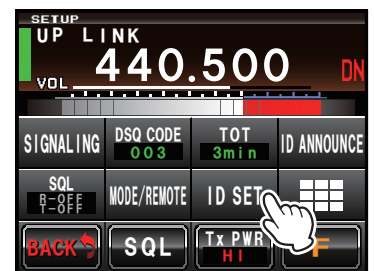 SETUP
UP LINK
VOL 440.500 DN
SIGNALING DSQ CODE TOT ID ANNOUNCE
003 3min
SQL MODE/REMOTE ID SET
R-OFF
T-OFF
BACK SQL Tx PWR F
HI